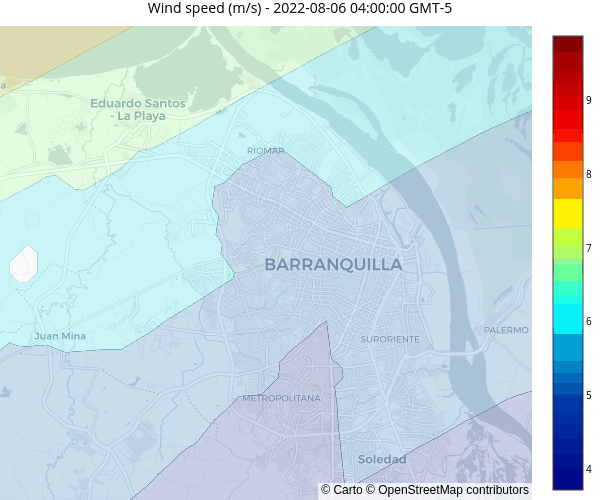 Wind speed (m/s) - 2022-08-06 04:00:00 GMT-5
a
Eduardo Santos
- La Playa
RIOMAR
BARRANQUILLA
Juan Mina
SURORIENTE
PALERMO
METROPOLITANA
Soledad
© Carto © OpenStreetMap contributors
9
8
7
6
5
4